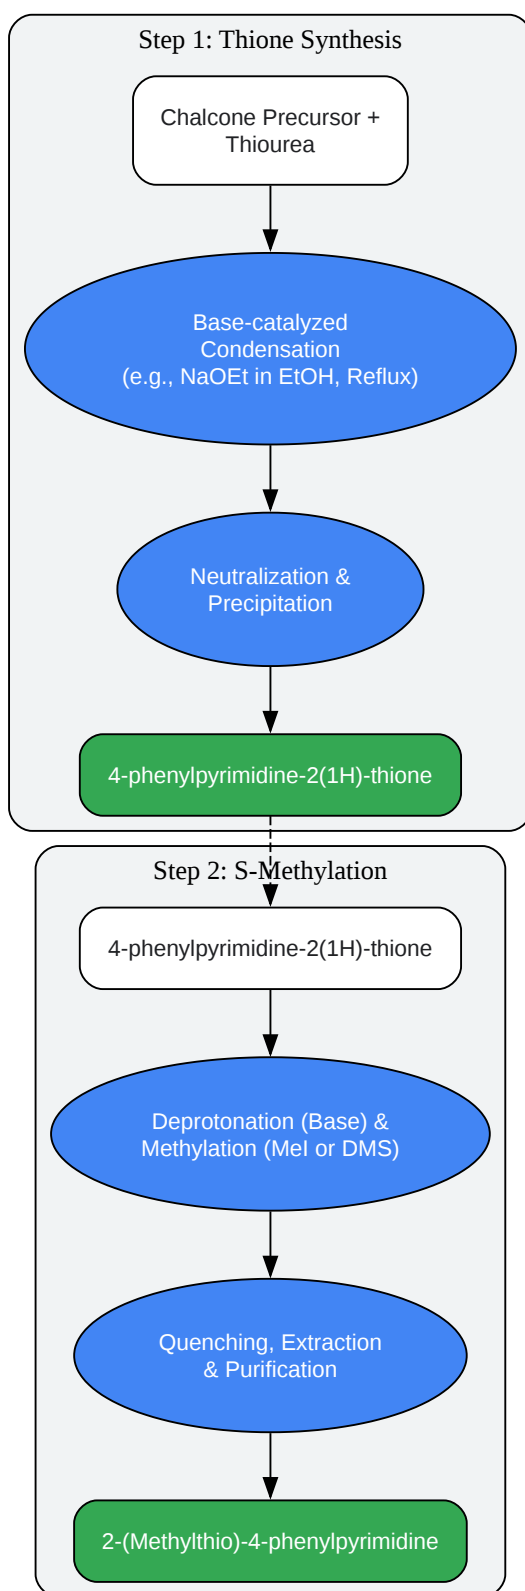 Step 1: Thione Synthesis
Chalcone Precursor +
Thiourea
Base-catalyzed
Condensation
(e.g., NaOEt in EtOH, Reflux)
Neutralization &
Precipitation
4-phenylpyrimidine-2(1H)-thione
Step 2: S-Methylation
4-phenylpyrimidine-2(1H)-thione
Deprotonation (Base) &
Methylation (MeI or DMS)
Quenching, Extraction
& Purification
2-(Methylthio)-4-phenylpyrimidine